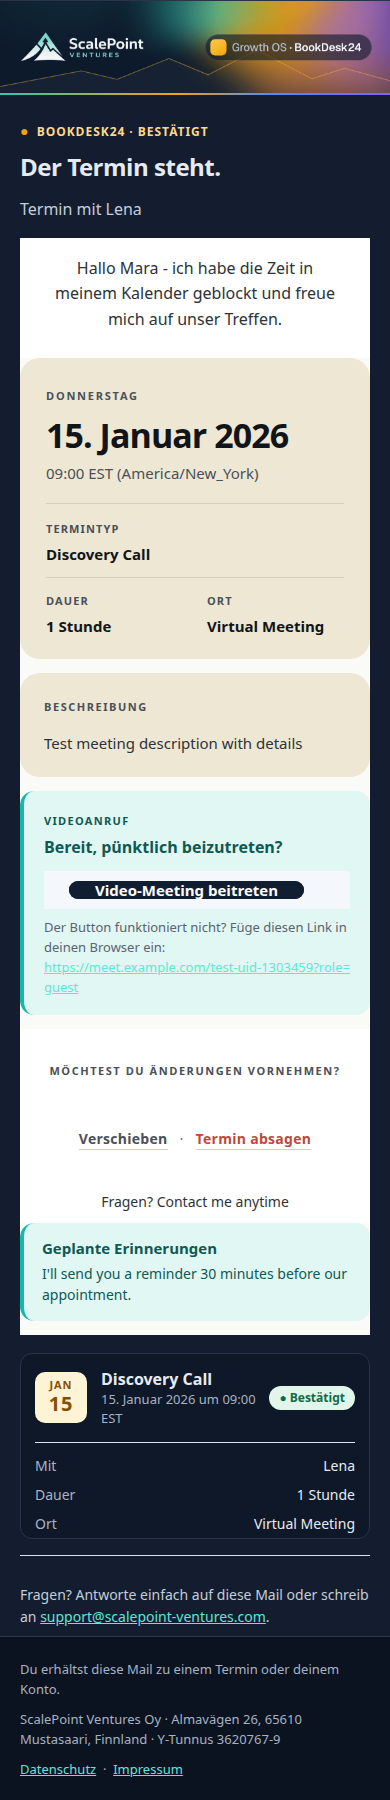 ScalePoint
VENTURES
Growth OS · BookDesk24
● BOOKDESK24 · BESTÄTIGT
Der Termin steht.
Termin mit Lena
Hallo Mara - ich habe die Zeit in
meinem Kalender geblockt und freue
mich auf unser Treffen.
DONNERSTAG
15. Januar 2026
09:00 EST (America/New_York)
TERMINTYP
Discovery Call
DAUER ORT
1 Stunde Virtual Meeting
BESCHREIBUNG
Test meeting description with details
VIDEOANRUF
Bereit, pünktlich beizutreten?
Video-Meeting beitreten
Der Button funktioniert nicht? Füge diesen Link in
deinen Browser ein:
https://meet.example.com/test-uid-1303459?role=
guest
MÖCHTEST DU ÄNDERUNGEN VORNEHMEN?
Verschieben · Termin absagen
Fragen? Contact me anytime
Geplante Erinnerungen
I'll send you a reminder 30 minutes before our
appointment.
JAN
15
Discovery Call
15. Januar 2026 um 09:00
EST
● Bestätigt
Mit Lena
Dauer 1 Stunde
Ort Virtual Meeting
Fragen? Antworte einfach auf diese Mail oder schreib
an support@scalepoint-ventures.com.
Du erhältst diese Mail zu einem Termin oder deinem
Konto.
ScalePoint Ventures Oy · Almavägen 26, 65610
Mustasaari, Finnland · Y-Tunnus 3620767-9
Datenschutz · Impressum